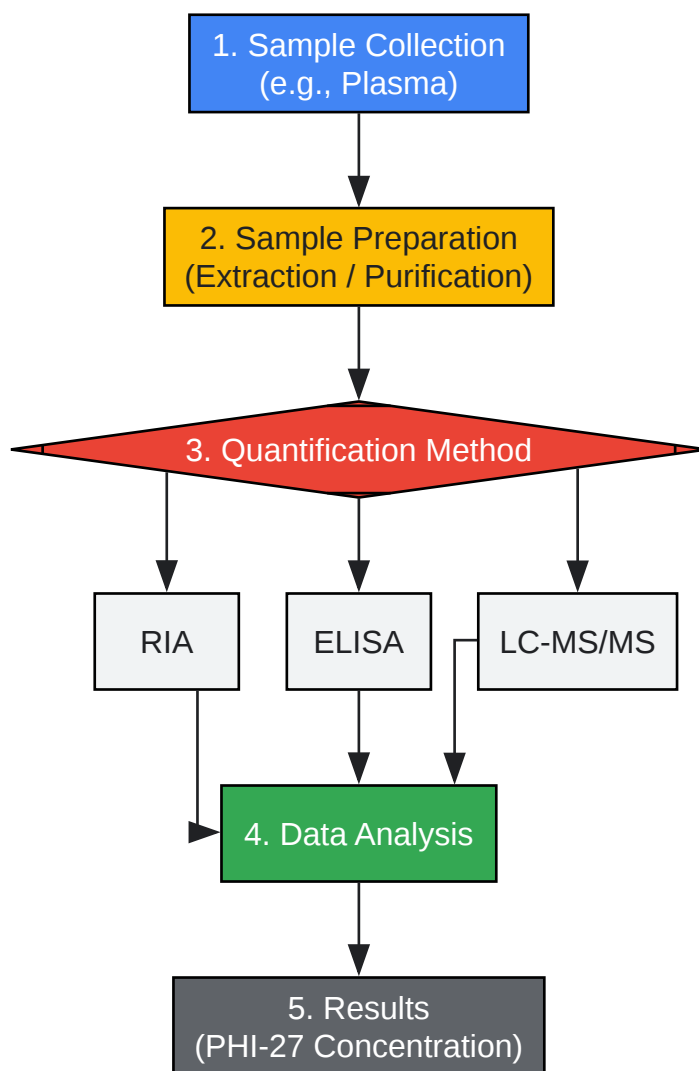 1. Sample Collection
(e.g., Plasma)
2. Sample Preparation
(Extraction / Purification)
3. Quantification Method
RIA
ELISA
LC-MS/MS
4. Data Analysis
5. Results
(PHI-27 Concentration)